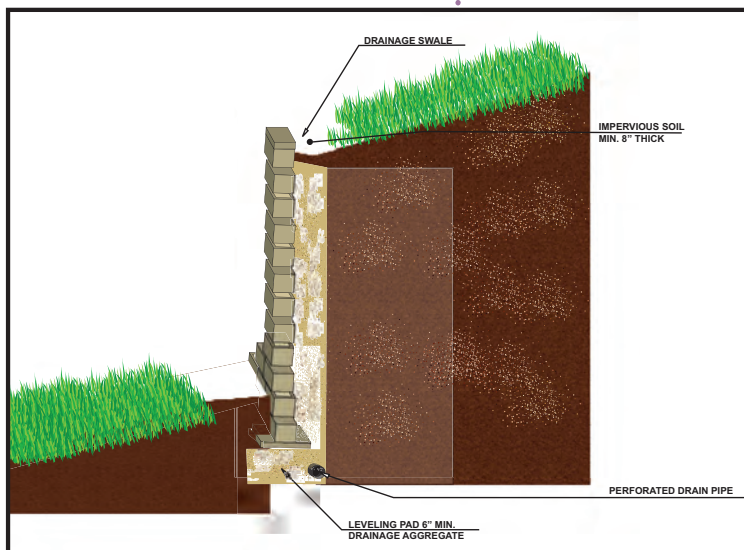 DRAINAGE SWALE
IMPERVIOUS SOIL
MIN. 8” THICK
PERFORATED DRAIN PIPE
LEVELING PAD 6” MIN.
DRAINAGE AGGREGATE